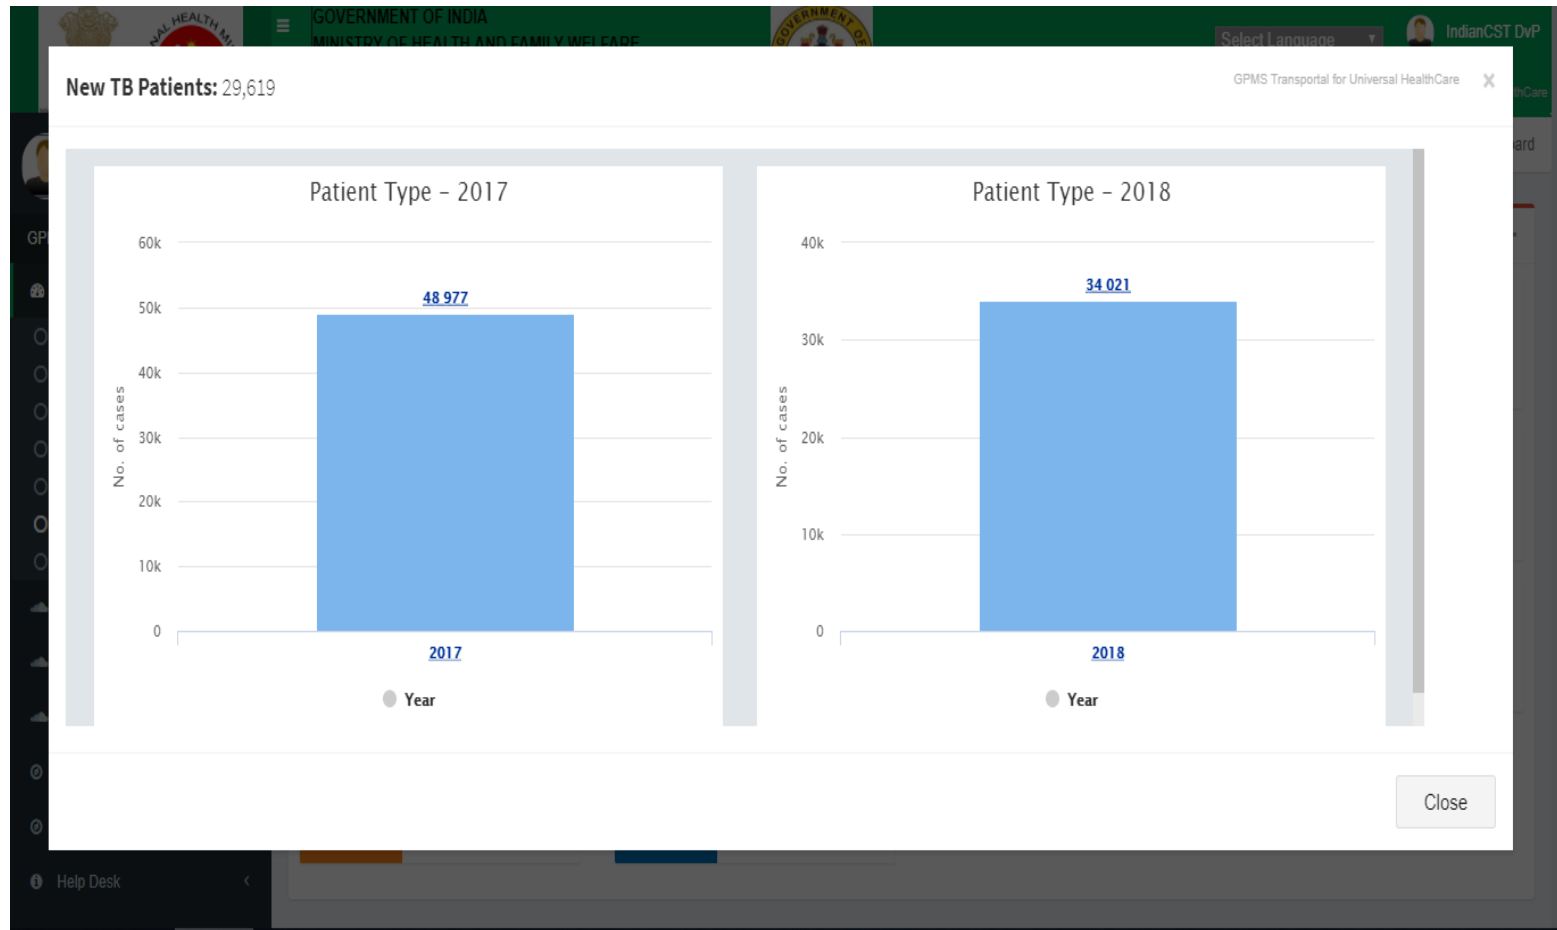 GOVERNMENT OF INDIA
MINISTRY OF HEALTH AND FAMILY WELFARE
Select Language
IndianCST DvP
New TB Patients: 29,619
GPMS Transportal for Universal HealthCare
Patient Type – 2017
60k
50k
40k
30k
20k
10k
0
No. of cases
48 977
2017
Year
Patient Type – 2018
40k
30k
20k
10k
0
No. of cases
34 021
2018
Year
Close
Help Desk